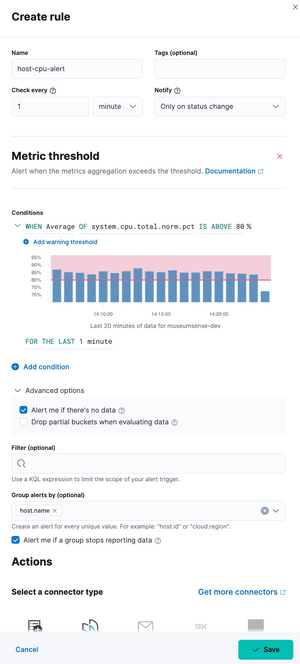 Create rule
Name
Tags (optional)
host-cpu-alert
Check every
Notify
1
minute
Only on status change
Metric threshold
Alert when the metrics aggregation exceeds the threshold. Documentation
Conditions
WHEN Average OF system.cpu.total.norm.pct IS ABOVE 80 %
Add warning threshold
95%
90%
85%
80%
75%
70%
14:10:00
14:15:00
14:20:00
Last 20 minutes of data for museumsense-dev
FOR THE LAST 1 minute
Add condition
Advanced options
Alert me if there's no data
Drop partial buckets when evaluating data
Filter (optional)
Use a KQL expression to limit the scope of your alert trigger.
Group alerts by (optional)
host.name
Create an alert for every unique value. For example: "host.id" or "cloud.region".
Alert me if a group stops reporting data
Actions
Select a connector type
Get more connectors
IBM
Cancel
Save